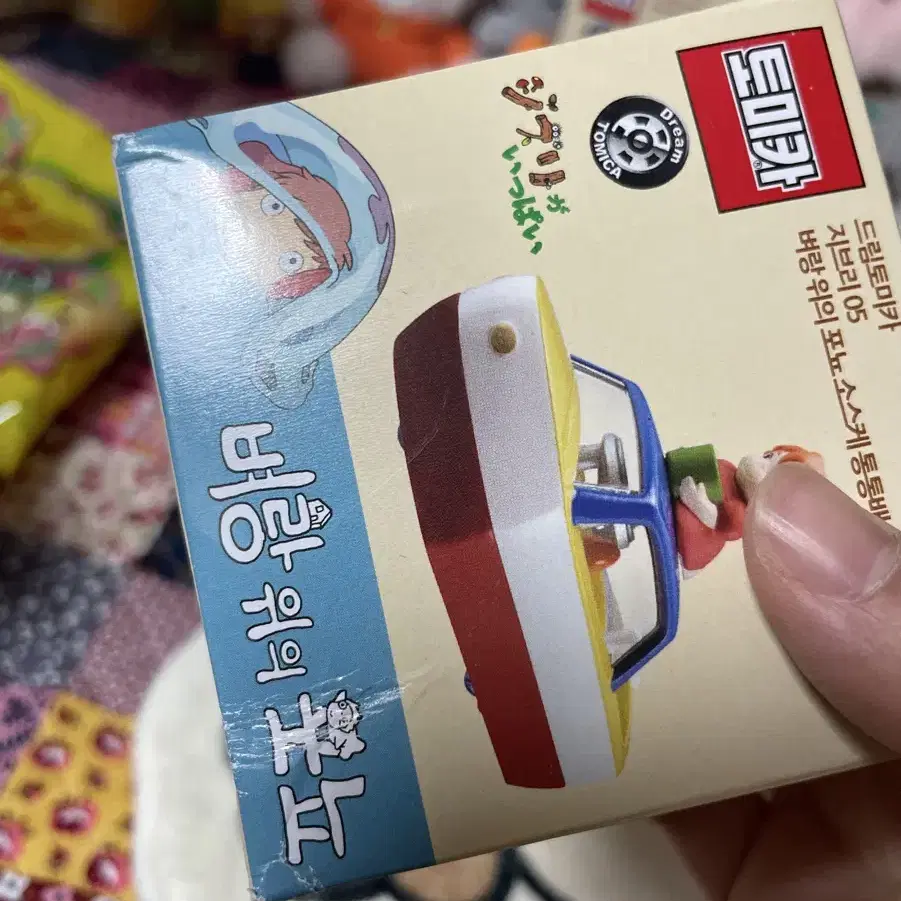 토미카
Dream
TOMICA
ジブリが
いっぱい
드림토미카
지브리 05
벼랑 위의 포뇨 소스케 통통배
벼랑 위의 포뇨